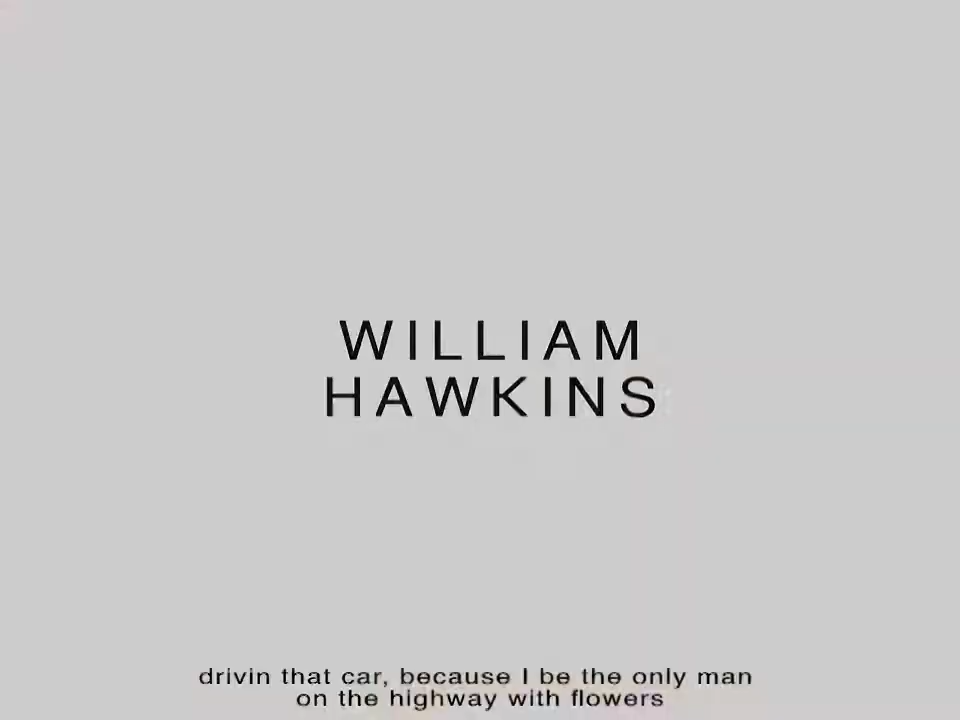 WILLIAM
HAWKINS
drivin that car, because I be the only man
on the highway with flowers